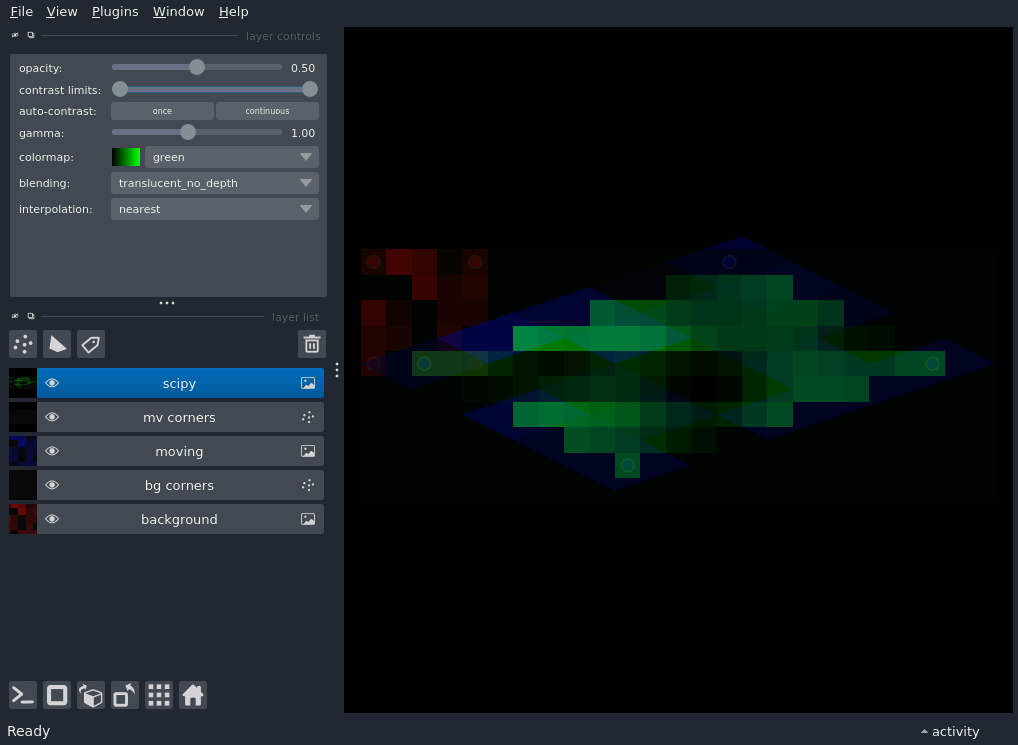 File View Plugins Window Help
layer controls
opacity: 0.50
contrast limits:
auto-contrast: once continuous
gamma: 1.00
colormap: green
blending: translucent_no_depth
interpolation: nearest
layer list
scipy
mv corners
moving
bg corners
background
Ready activity